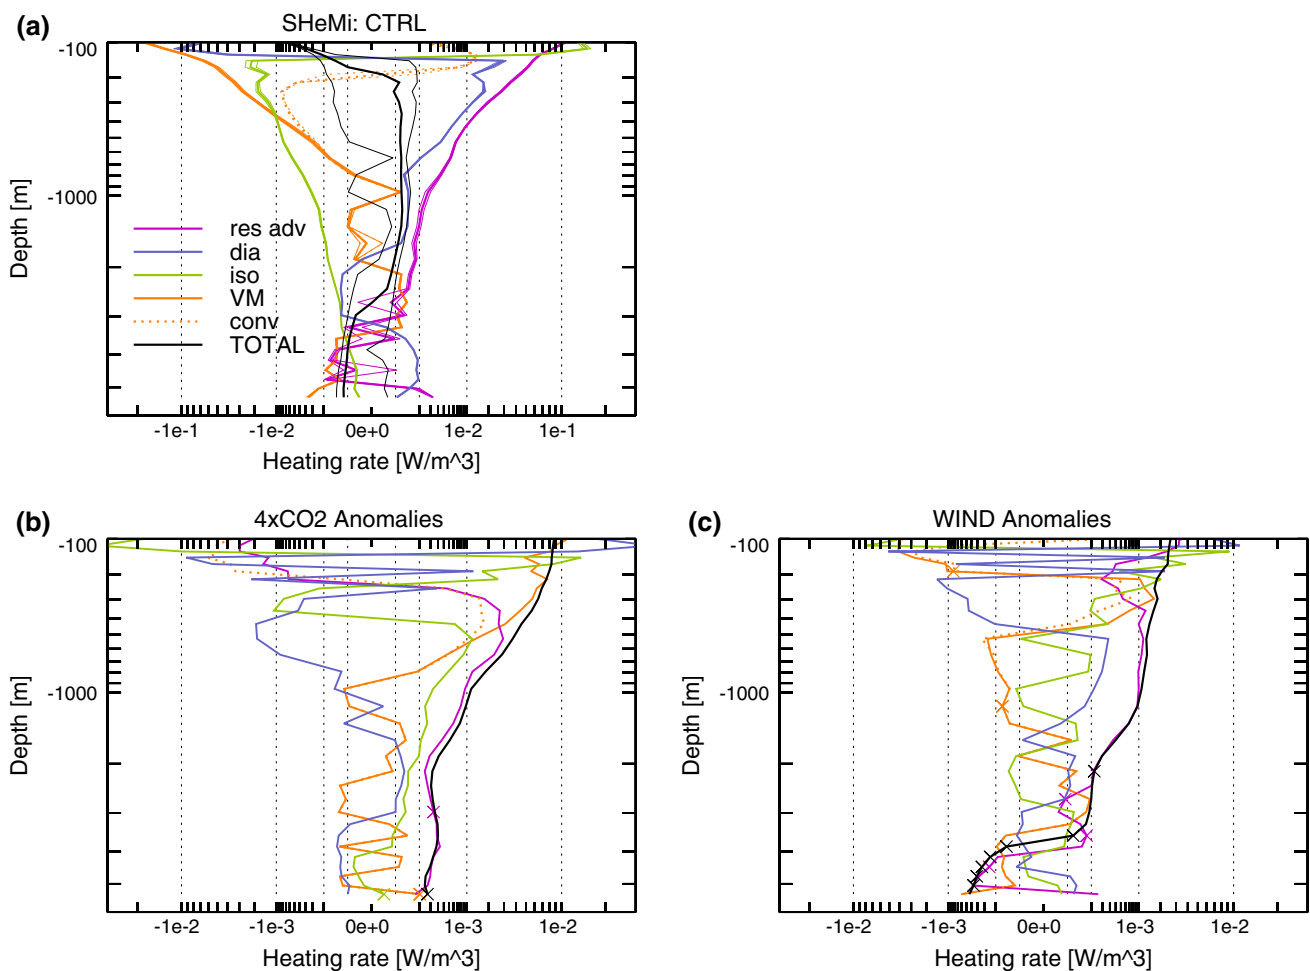 (a)
SHeMi: CTRL
-100
-1000
Depth [m]
res adv
dia
iso
VM
conv
TOTAL
-1e-1 -1e-2 0e+0 1e-2 1e-1
Heating rate [W/m^3]
(b)
4xCO2 Anomalies
-100
-1000
Depth [m]
-1e-2 -1e-3 0e+0 1e-3 1e-2
Heating rate [W/m^3]
(c)
WIND Anomalies
-100
-1000
Depth [m]
-1e-2 -1e-3 0e+0 1e-3 1e-2
Heating rate [W/m^3]